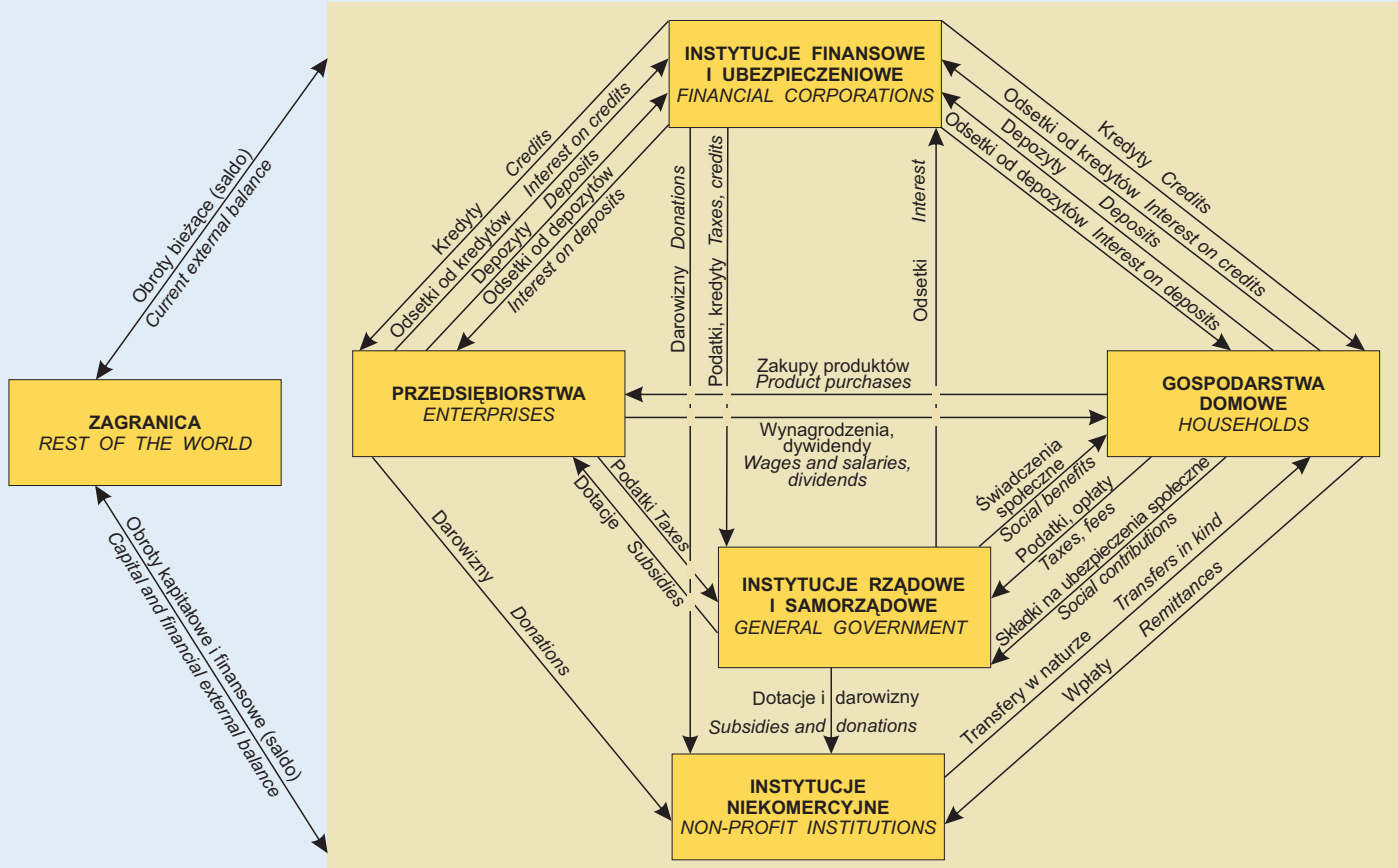 INSTYTUCJE FINANSOWE
I UBEZPIECZENIOWE
FINANCIAL CORPORATIONS
Kredyty Credits
Odsetki od kredytów Interest on credits
Depozyty Deposits
Odsetki od depozytów
Interest on deposits
Darowizny Donations
Podatki, kredyty Taxes, credits
Odsetki Interest
Kredyty Credits
Odsetki od kredytów Interest on credits
Depozyty Deposits
Odsetki od depozytów Interest on deposits
Obroty bieżące (saldo)
Current external balance
ZAGRANICA
REST OF THE WORLD
PRZEDSIĘBIORSTWA
ENTERPRISES
Zakupy produktów
Product purchases
Wynagrodzenia,
dywidendy
Wages and salaries,
dividends
GOSPODARSTWA
DOMOWE
HOUSEHOLDS
Obroty kapitałowe i finansowe (saldo)
Capital and financial external balance
Darowizny Donations
Podatki Taxes
Dotacje Subsidies
Świadczenia
społeczne
Social benefits
Podatki, opłaty
Taxes, fees
Składki na ubezpieczenia społeczne
Social contributions
Transfery w naturze Transfers in kind
Wpłaty Remittances
INSTYTUCJE RZĄDOWE
I SAMORZĄDOWE
GENERAL GOVERNMENT
Dotacje i darowizny
Subsidies and donations
INSTYTUCJE
NIEKOMERCYJNE
NON-PROFIT INSTITUTIONS